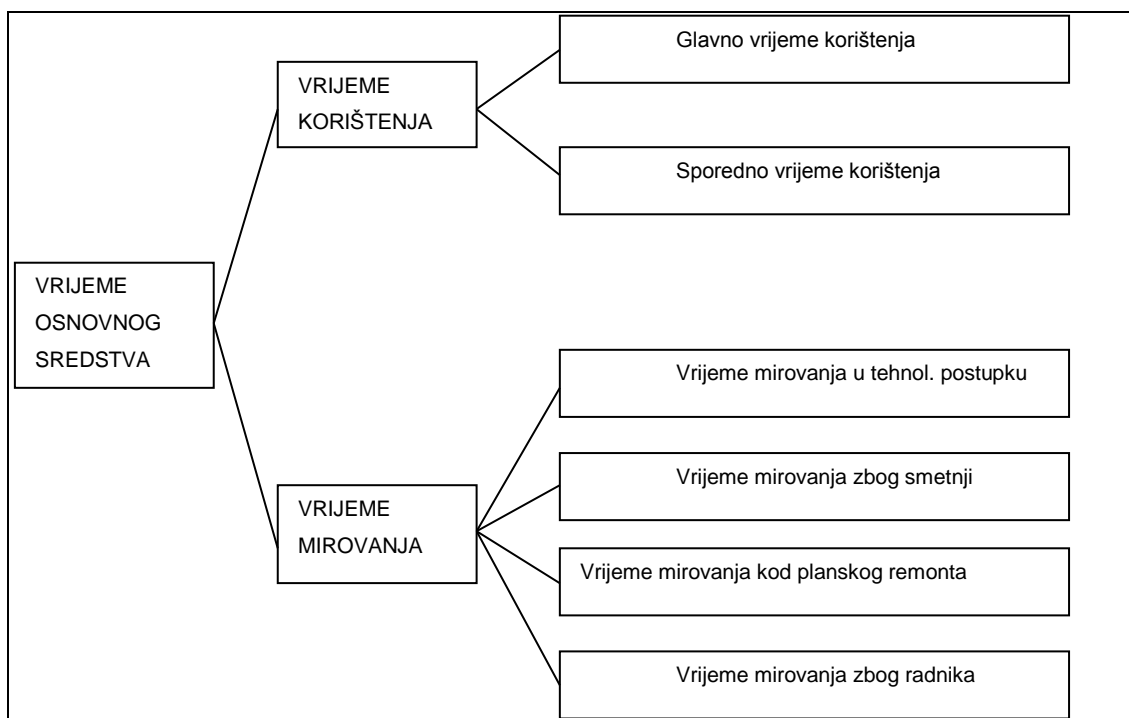 Glavno vrijeme korištenja
VRIJEME
KORIŠTENJA
Sporedno vrijeme korištenja
VRIJEME
OSNOVNOG
SREDSTVA
Vrijeme mirovanja u tehnol. postupku
Vrijeme mirovanja zbog smetnji
VRIJEME
MIROVANJA
Vrijeme mirovanja kod planskog remonta
Vrijeme mirovanja zbog radnika